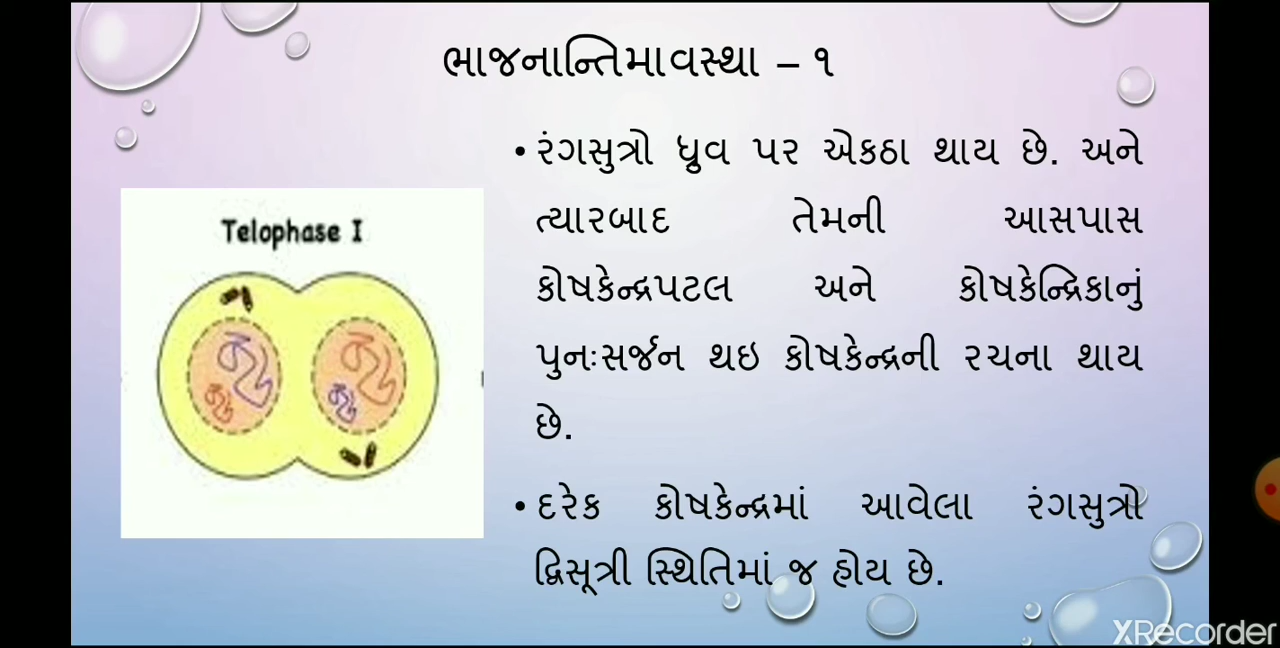 ભાજનાન્તિમાવસ્થા – ૧
Telophase I
• રંગસુત્રો ધ્રુવ પર એકઠા થાય છે. અને
ત્યારબાદ તેમની આસપાસ
કોષકેન્દ્રપટલ અને કોષકેન્દ્રિકાનું
પુનઃસર્જન થઇ કોષકેન્દ્રની રચના થાય
છે.
• દરેક કોષકેન્દ્રમાં આવેલા રંગસુત્રો
દ્વિસૂત્રી સ્થિતિમાં જ હોય છે.
XRecorder